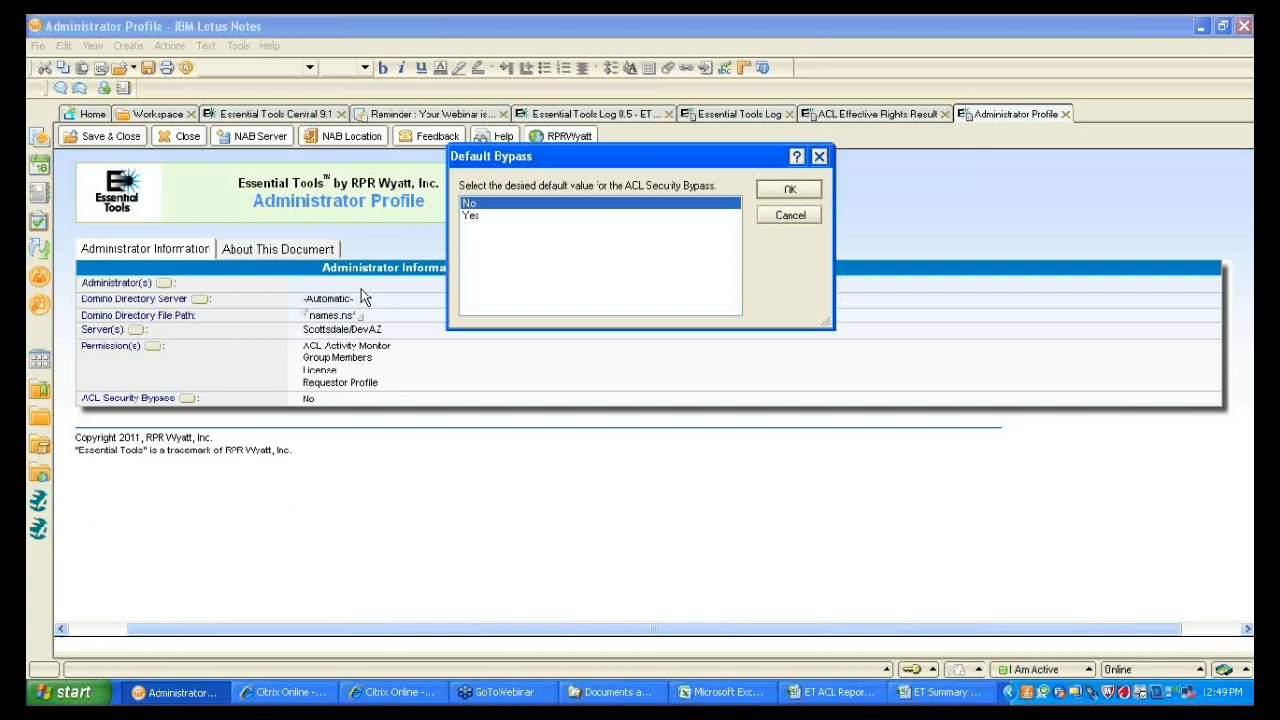 Administrator Profile - IBM Lotus Notes
File Edit View Create Actions Text Tools Help
b i u A
Home Workspace Essential Tools Central 9.1 Reminder : Your Webinar is... Essential Tools Log 8.5 - ET ... Essential Tools Log ACL Effective Rights Result Administrator Profile
Save & Close Close NAB Server NAB Location Feedback Help RPRWyatt
Default Bypass
Select the desired default value for the ACL Security Bypass.
No
Yes
OK
Cancel
Essential Tools
Essential Tools™ by RPR Wyatt, Inc.
Administrator Profile
Administrator Information About This Document
Administrator Informa
Administrator(s) :
Domino Directory Server : -Automatic-
Domino Directory File Path: names.nsf
Server(s) : Scottsdale/DevAZ
Permission(s) : ACL Activity Monitor
Group Members
License
Requestor Profile
ACL Security Bypass : No
Copyright 2011, RPR Wyatt, Inc.
"Essential Tools" is a trademark of RPR Wyatt, Inc.
I Am Active Online
start Administrator... Citrix Online -... Citrix Online -... GoToWebinar Documents a... Microsoft Exc... ET ACL Repor... ET Summary ... 12:49 PM